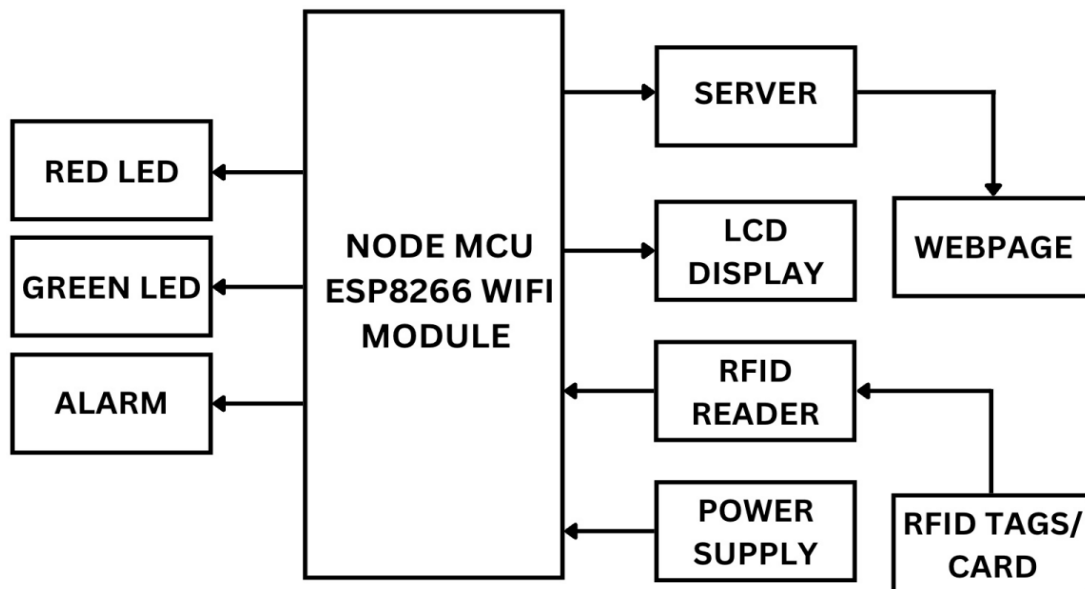 RED LED
GREEN LED
ALARM
NODE MCU
ESP8266 WIFI
MODULE
SERVER
LCD
DISPLAY
RFID
READER
POWER
SUPPLY
WEBPAGE
RFID TAGS/
CARD